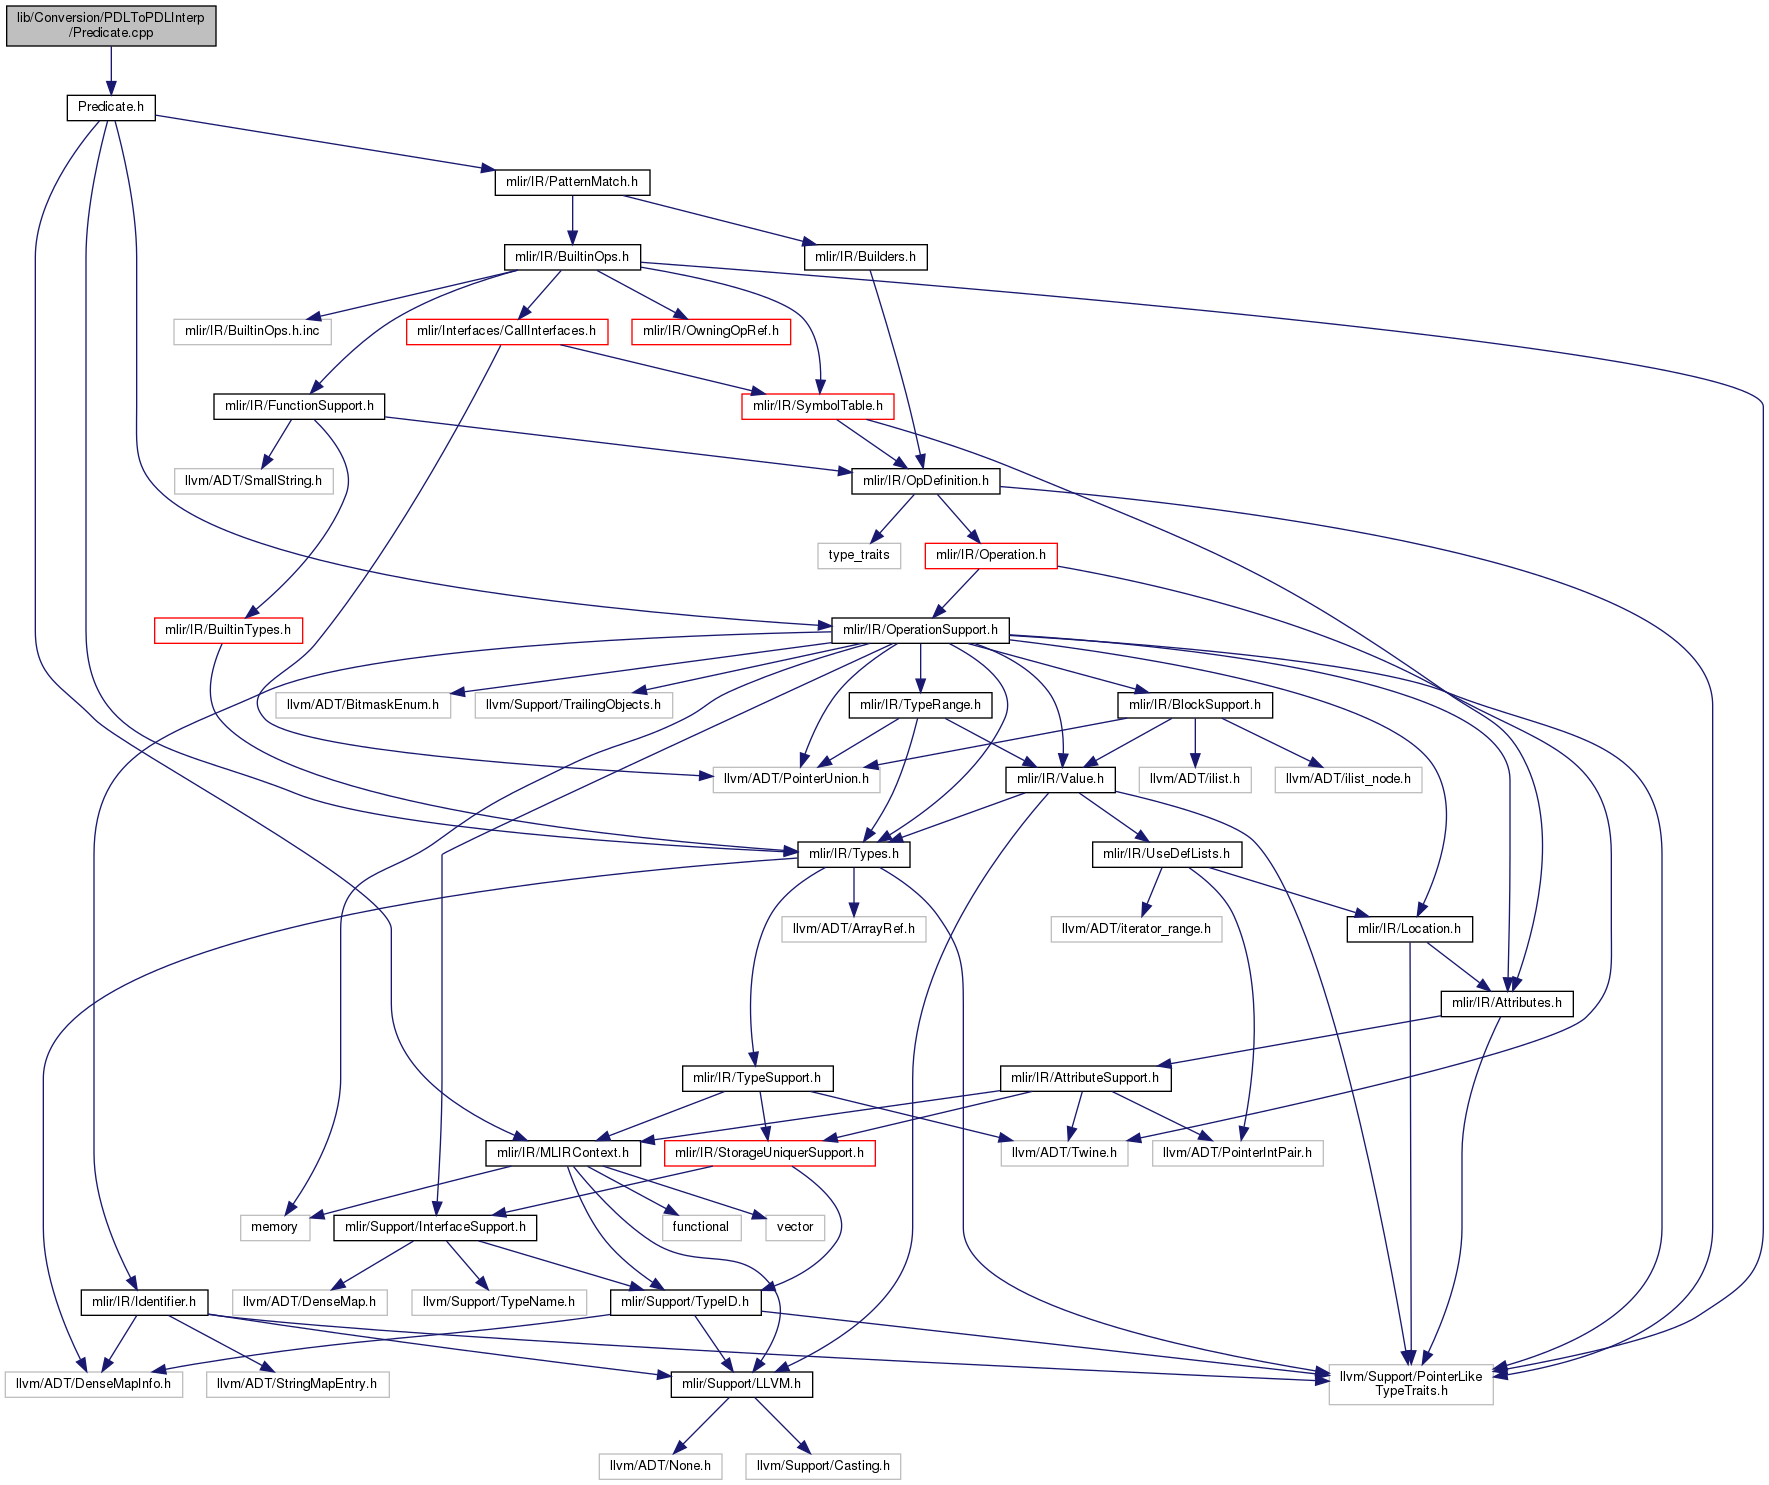 lib/Conversion/PDLToPDLInterp
/Predicate.cpp
Predicate.h
mlir/IR/PatternMatch.h
mlir/IR/BuiltinOps.h
mlir/IR/Builders.h
mlir/IR/BuiltinOps.h.inc
mlir/Interfaces/CallInterfaces.h
mlir/IR/OwningOpRef.h
mlir/IR/FunctionSupport.h
mlir/IR/SymbolTable.h
llvm/ADT/SmallString.h
mlir/IR/OpDefinition.h
type_traits
mlir/IR/Operation.h
mlir/IR/BuiltinTypes.h
mlir/IR/OperationSupport.h
llvm/ADT/BitmaskEnum.h
llvm/Support/TrailingObjects.h
mlir/IR/TypeRange.h
mlir/IR/BlockSupport.h
llvm/ADT/PointerUnion.h
mlir/IR/Value.h
llvm/ADT/ilist.h
llvm/ADT/ilist_node.h
mlir/IR/Types.h
mlir/IR/UseDefLists.h
llvm/ADT/ArrayRef.h
llvm/ADT/iterator_range.h
mlir/IR/Location.h
mlir/IR/Attributes.h
mlir/IR/TypeSupport.h
mlir/IR/AttributeSupport.h
mlir/IR/MLIRContext.h
mlir/IR/StorageUniquerSupport.h
llvm/ADT/Twine.h
llvm/ADT/PointerIntPair.h
memory
mlir/Support/InterfaceSupport.h
functional
vector
mlir/IR/Identifier.h
llvm/ADT/DenseMap.h
llvm/Support/TypeName.h
mlir/Support/TypeID.h
llvm/ADT/DenseMapInfo.h
llvm/ADT/StringMapEntry.h
mlir/Support/LLVM.h
llvm/Support/PointerLike
TypeTraits.h
llvm/ADT/None.h
llvm/Support/Casting.h